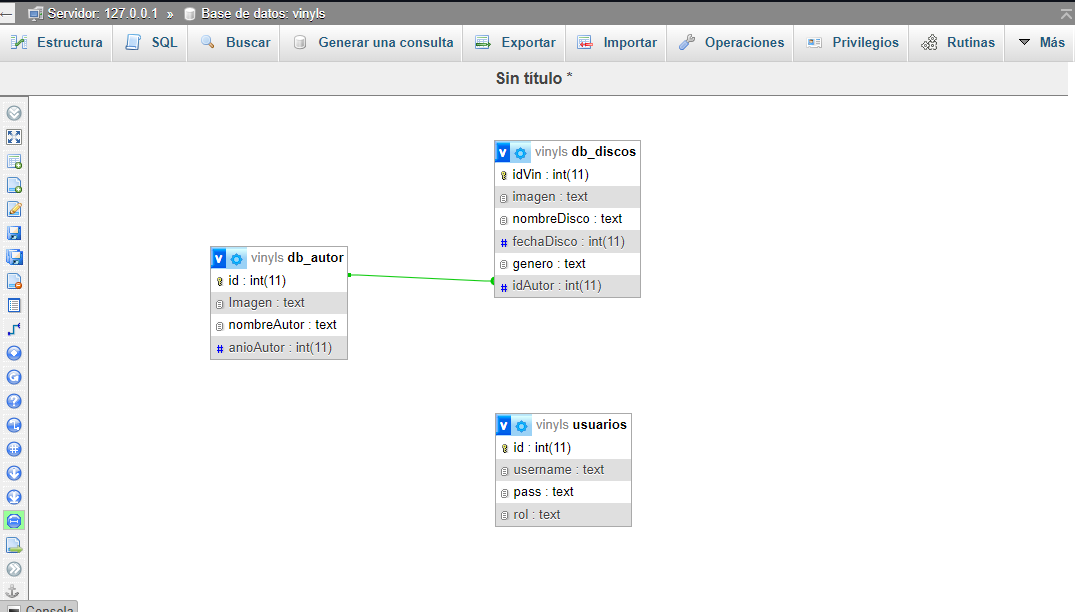 Servidor: 127.0.0.1 » Base de datos: vinyls
Estructura SQL Buscar Generar una consulta Exportar Importar Operaciones Privilegios Rutinas Más
Sin título *
vinyls db_discos
idVin : int(11)
imagen : text
nombreDisco : text
fechaDisco : int(11)
genero : text
idAutor : int(11)
vinyls db_autor
id : int(11)
Imagen : text
nombreAutor : text
anioAutor : int(11)
vinyls usuarios
id : int(11)
username : text
pass : text
rol : text
Consola